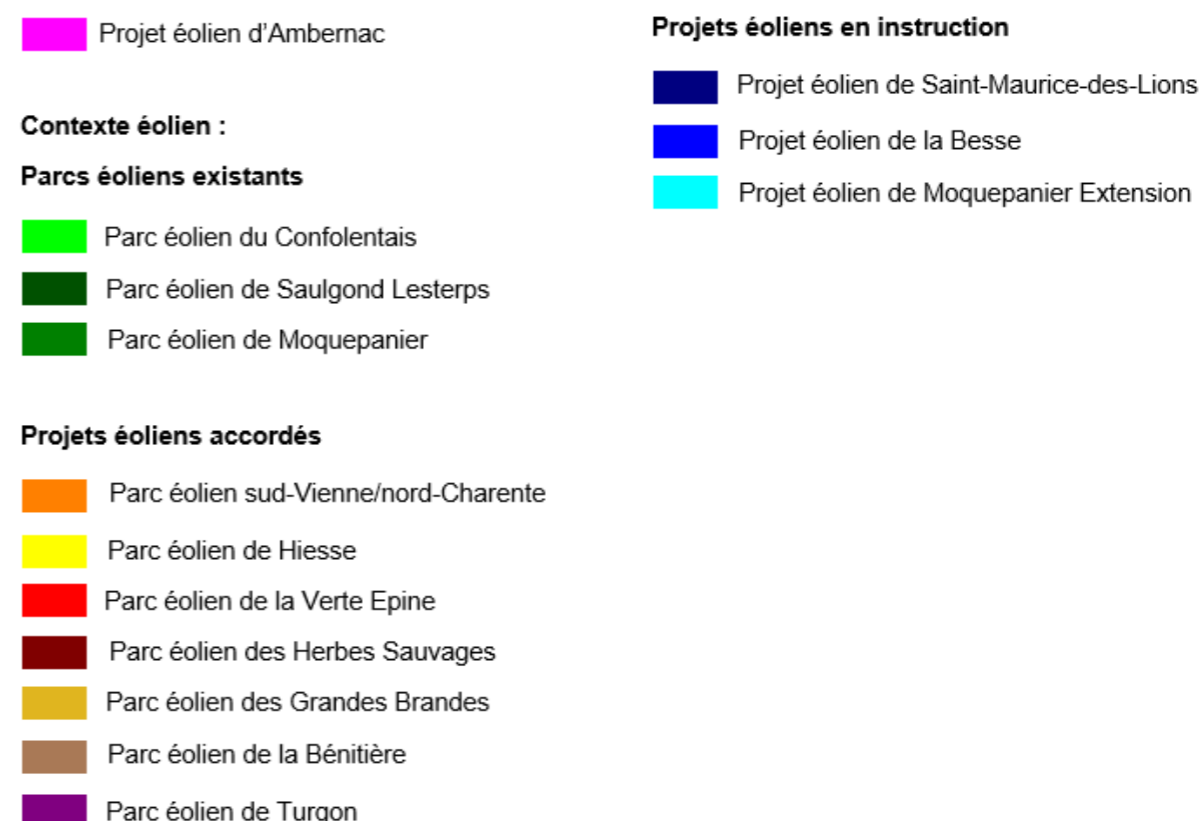 Projet éolien d'Ambernac
Contexte éolien :
Parcs éoliens existants
Parc éolien du Confolentais
Parc éolien de Saulgond Lesterps
Parc éolien de Moquepanier
Projets éoliens accordés
Parc éolien sud-Vienne/nord-Charente
Parc éolien de Hiesse
Parc éolien de la Verte Epine
Parc éolien des Herbes Sauvages
Parc éolien des Grandes Brandes
Parc éolien de la Bénitière
Parc éolien de Turgon
Projets éoliens en instruction
Projet éolien de Saint-Maurice-des-Lions
Projet éolien de la Besse
Projet éolien de Moquepanier Extension